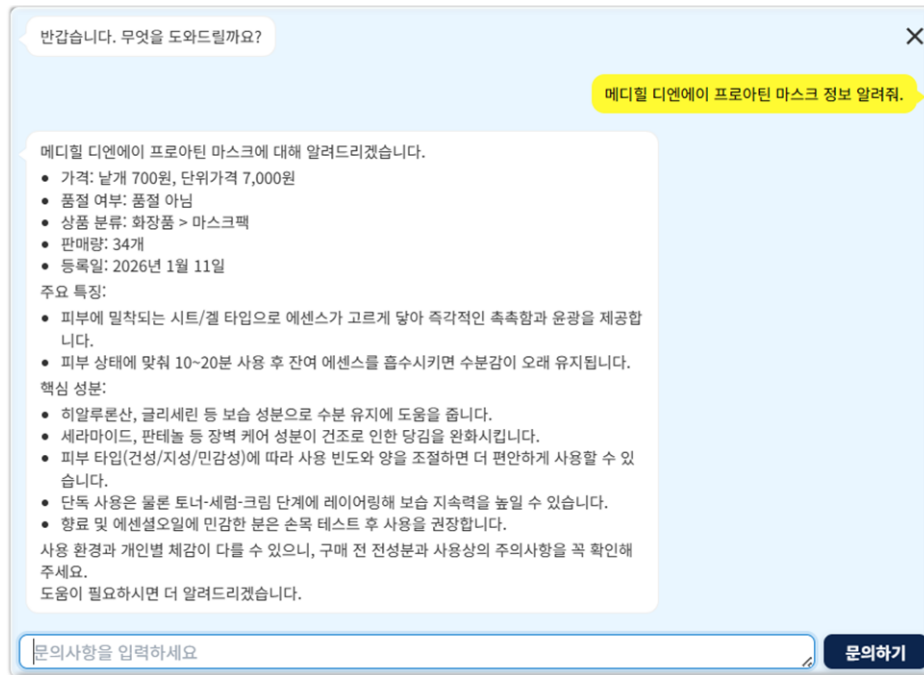 반갑습니다. 무엇을 도와드릴까요?
메디힐 디엔에이 프로아틴 마스크 정보 알려줘.
메디힐 디엔에이 프로아틴 마스크에 대해 알려드리겠습니다.
• 가격: 낱개 700원, 단위가격 7,000원
• 품절 여부: 품절 아님
• 상품 분류: 화장품 > 마스크팩
• 판매량: 34개
• 등록일: 2026년 1월 11일
주요 특징:
• 피부에 밀착되는 시트/겔 타입으로 에센스가 고르게 닿아 즉각적인 촉촉함과 윤광을 제공합
니다.
• 피부 상태에 맞춰 10~20분 사용 후 잔여 에센스를 흡수시키면 수분감이 오래 유지됩니다.
핵심 성분:
• 히알루론산, 글리세린 등 보습 성분으로 수분 유지에 도움을 줍니다.
• 세라마이드, 판테놀 등 장벽 케어 성분이 건조로 인한 당김을 완화시킵니다.
• 피부 타입(건성/지성/민감성)에 따라 사용 빈도와 양을 조절하면 더 편안하게 사용할 수 있
습니다.
• 단독 사용은 물론 토너-세럼-크림 단계에 레이어링해 보습 지속력을 높일 수 있습니다.
• 향료 및 에센셜오일에 민감한 분은 손목 테스트 후 사용을 권장합니다.
사용 환경과 개인별 체감이 다를 수 있으니, 구매 전 전성분과 사용상의 주의사항을 꼭 확인해
주세요.
도움이 필요하시면 더 알려드리겠습니다.
문의사항을 입력하세요
문의하기